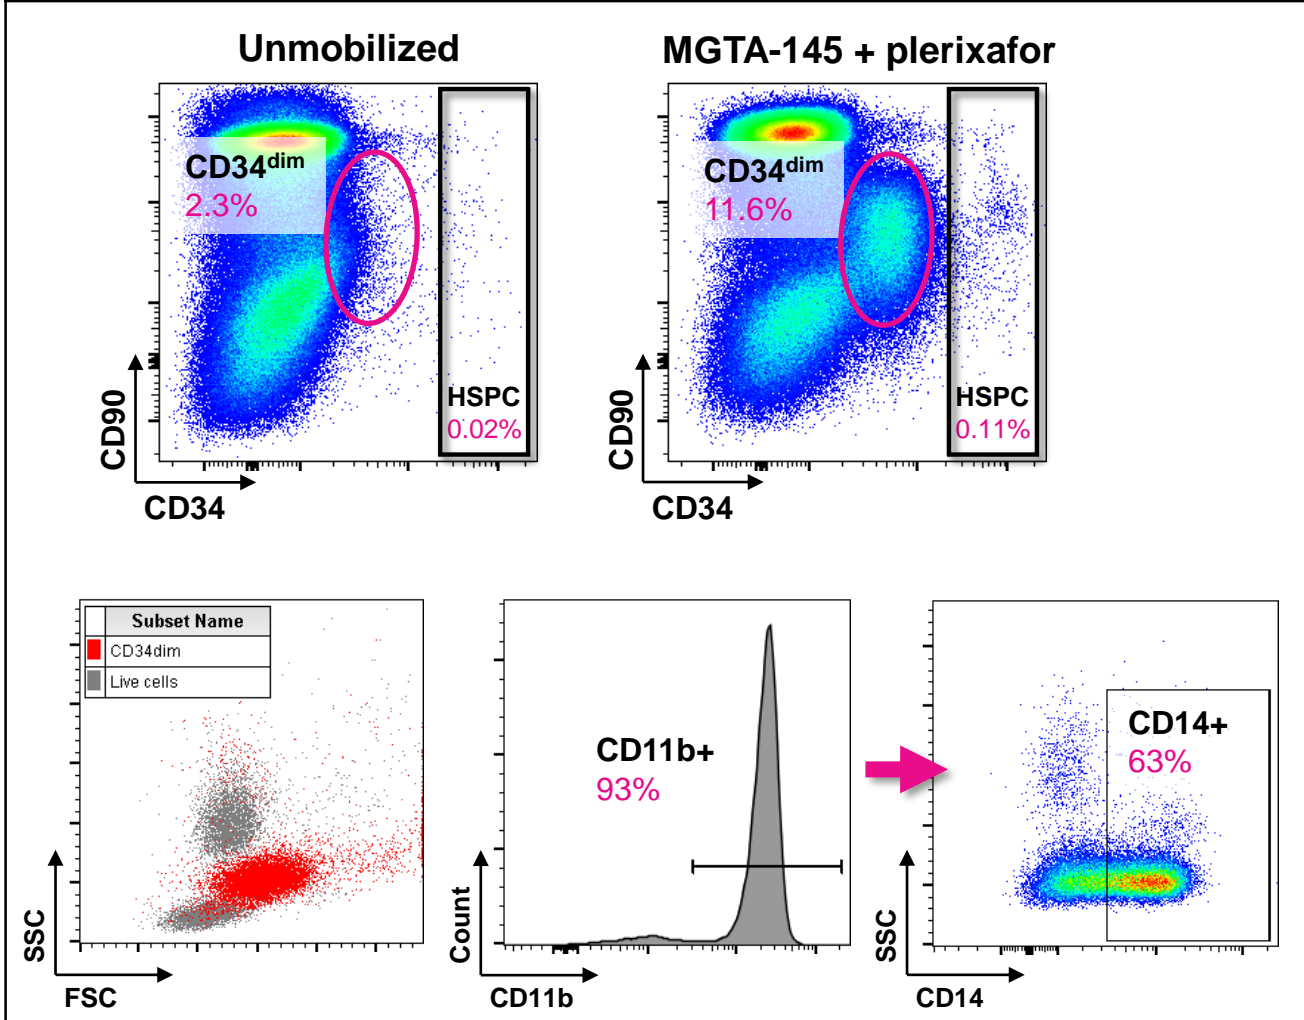 Unmobilized
MGTA-145 + plerixafor
CD34dim
2.3%
CD34dim
11.6%
HSPC
0.02%
HSPC
0.11%
CD90
CD90
CD34
CD34
Subset Name
CD34dim
Live cells
CD11b+
93%
CD14+
63%
SSC
Count
SSC
FSC
CD11b
CD14